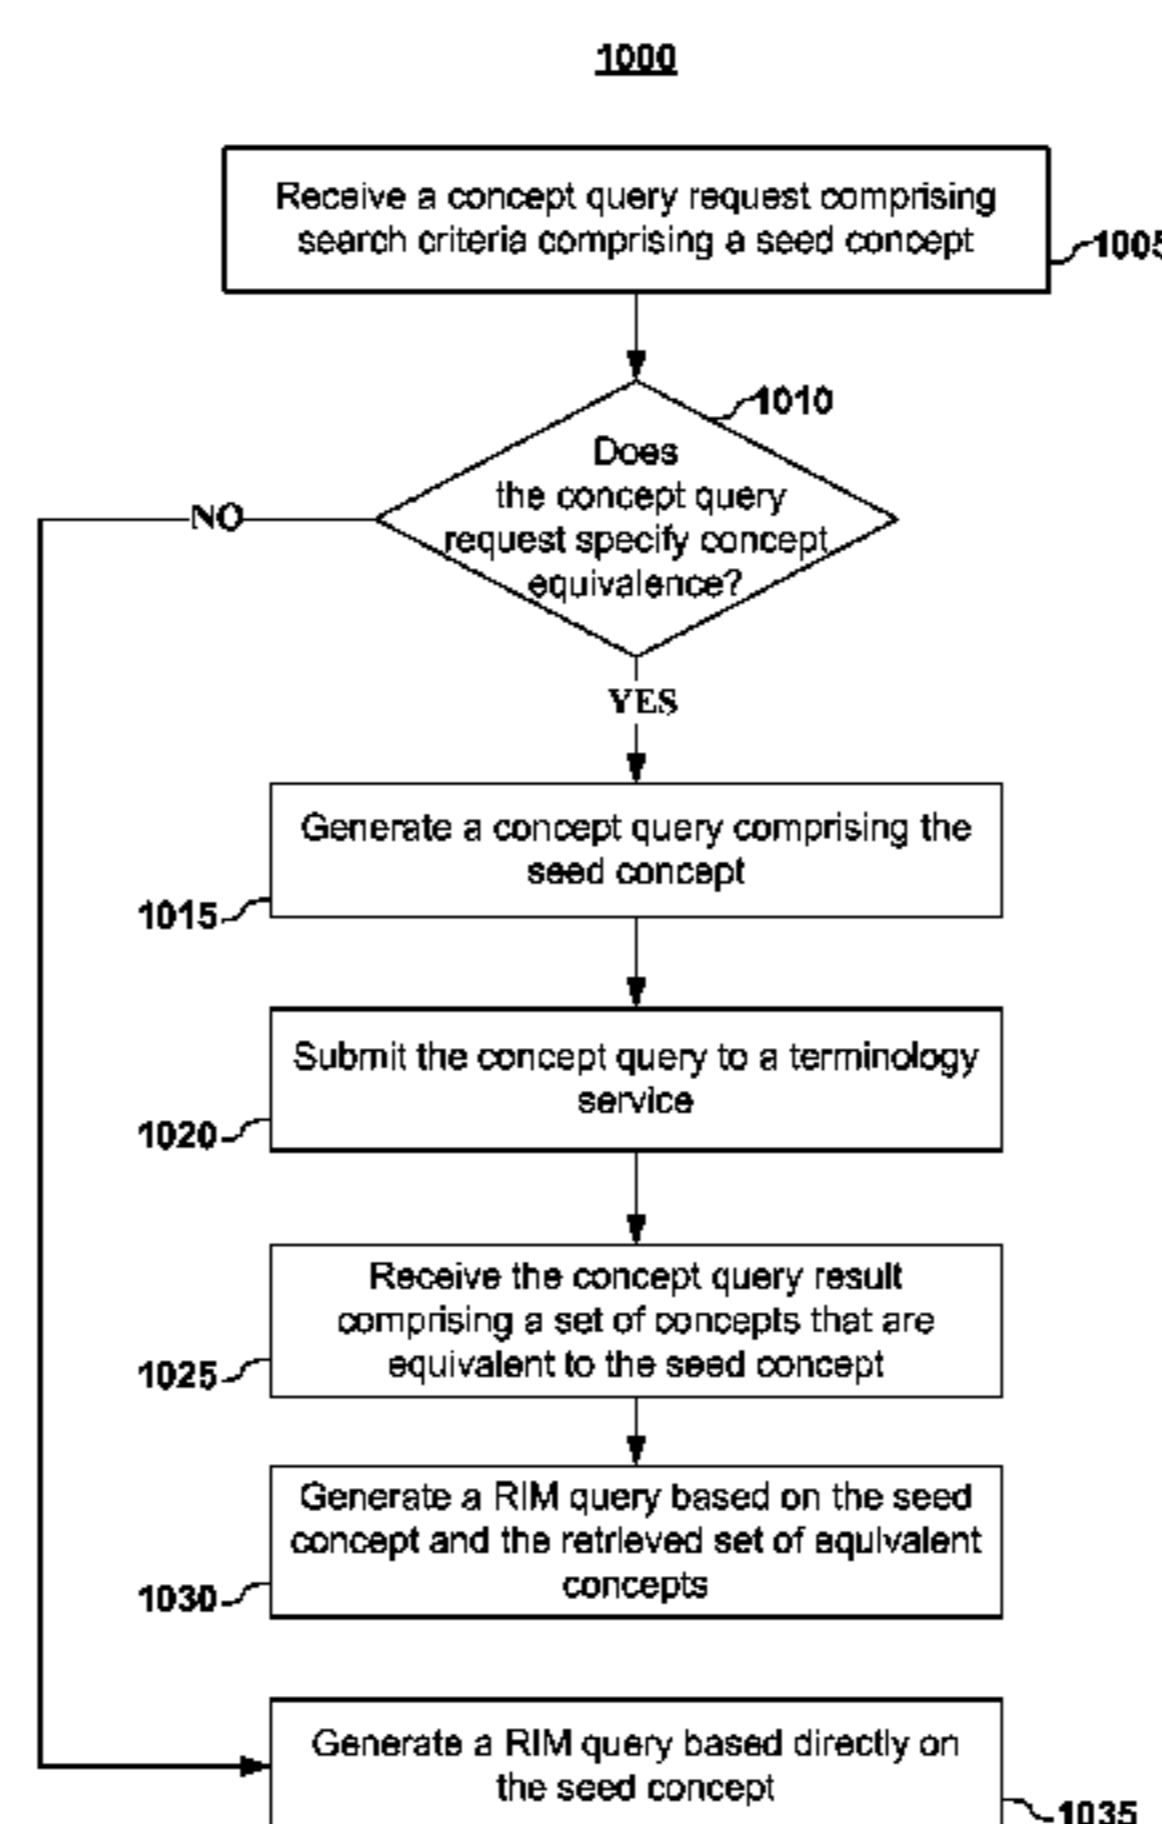 1000
Receive a concept query request comprising
search criteria comprising a seed concept
1005
1010
Does
the concept query
request specify concept
equivalence?
NO
YES
Generate a concept query comprising the
seed concept
1015
Submit the concept query to a terminology
service
1020
Receive the concept query result
comprising a set of concepts that are
equivalent to the seed concept
1025
Generate a RIM query based on the seed
concept and the retrieved set of equivalent
concepts
1030
Generate a RIM query based directly on
the seed concept
1035